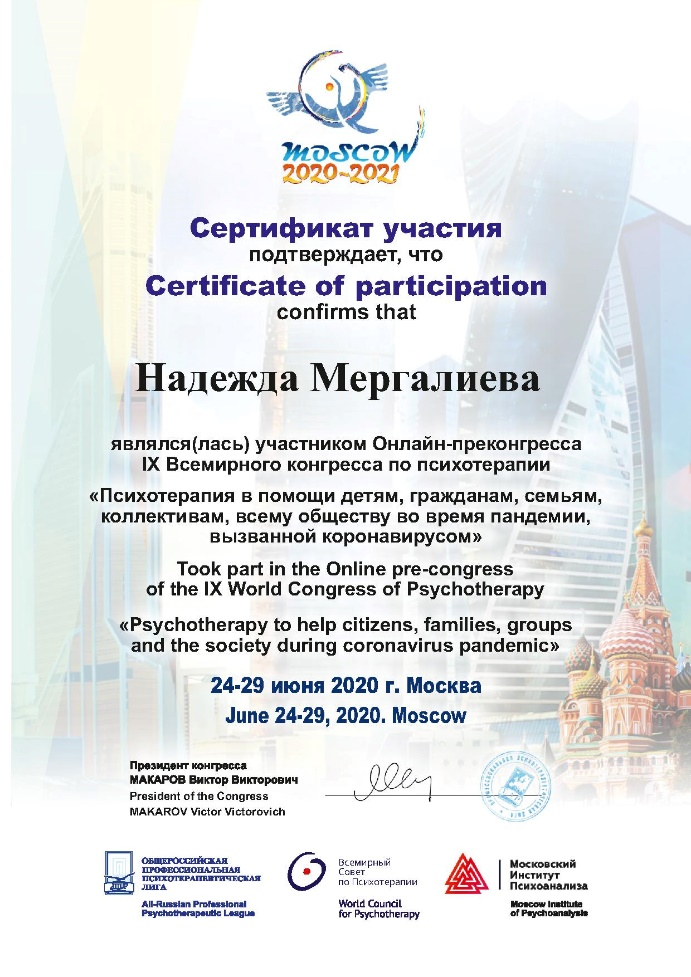 MOSCOW
2020-2021
Сертификат участия
подтверждает, что
Certificate of participation
confirms that
Надежда Мергалиева
являлся(лась) участником Онлайн-преконгресса
IX Всемирного конгресса по психотерапии
«Психотерапия в помощи детям, гражданам, семьям,
коллективам, всему обществу во время пандемии,
вызванной коронавирусом»
Took part in the Online pre-congress
of the IX World Congress of Psychotherapy
«Psychotherapy to help citizens, families, groups
and the society during coronavirus pandemic»
24-29 июня 2020 г. Москва
June 24-29, 2020. Moscow
Президент конгресса
МАКАРОВ Виктор Викторович
President of the Congress
MAKAROV Victor Victorovich
ОБЩЕРОССИЙСКАЯ
ПРОФЕССИОНАЛЬНАЯ
ПСИХОТЕРАПЕВТИЧЕСКАЯ
ЛИГА
All-Russian Professional
Psychotherapeutic League
Всемирный
Совет
по Психотерапии
World Council
for Psychotherapy
Московский
Институт
Психоанализа
Moscow Institute
of Psychoanalysis